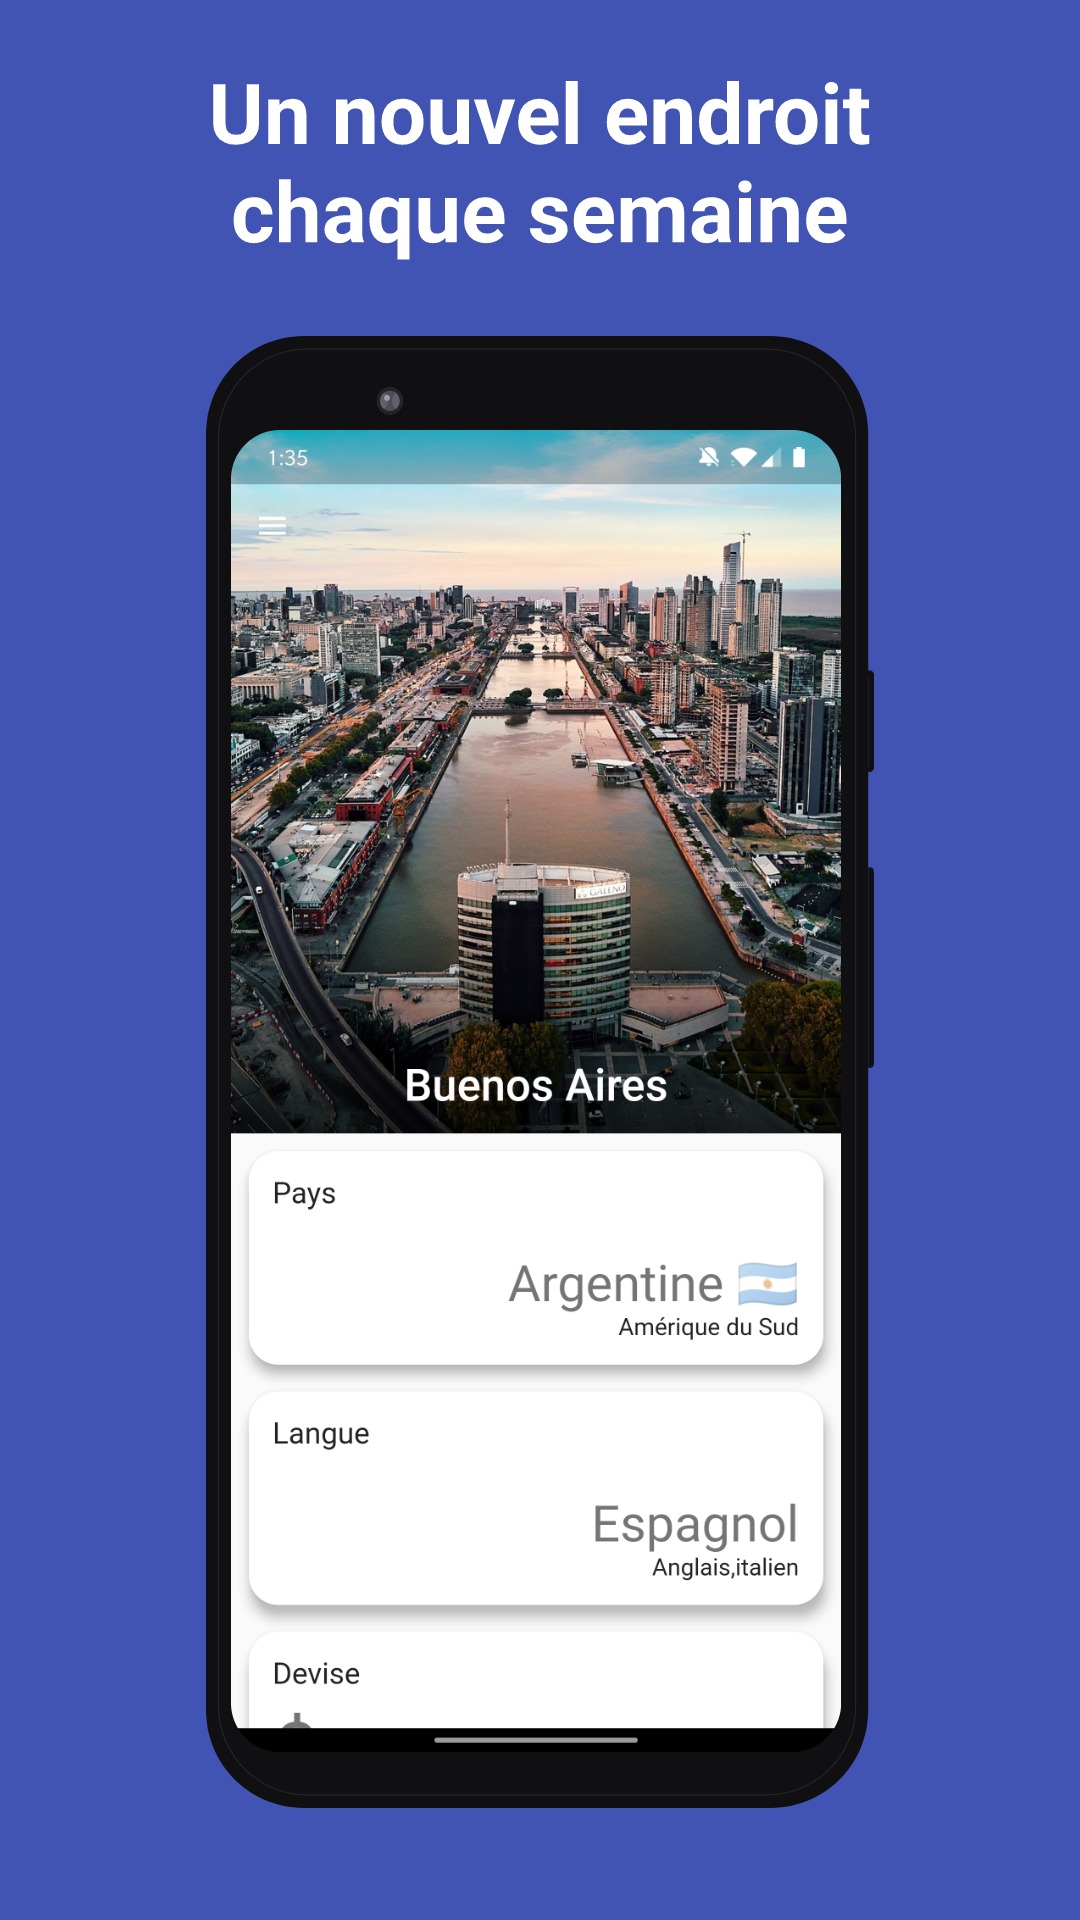 Un nouvel endroit
chaque semaine
1:35
GALENO
Buenos Aires
Pays
Argentine
Amérique du Sud
Langue
Espagnol
Anglais,italien
Devise